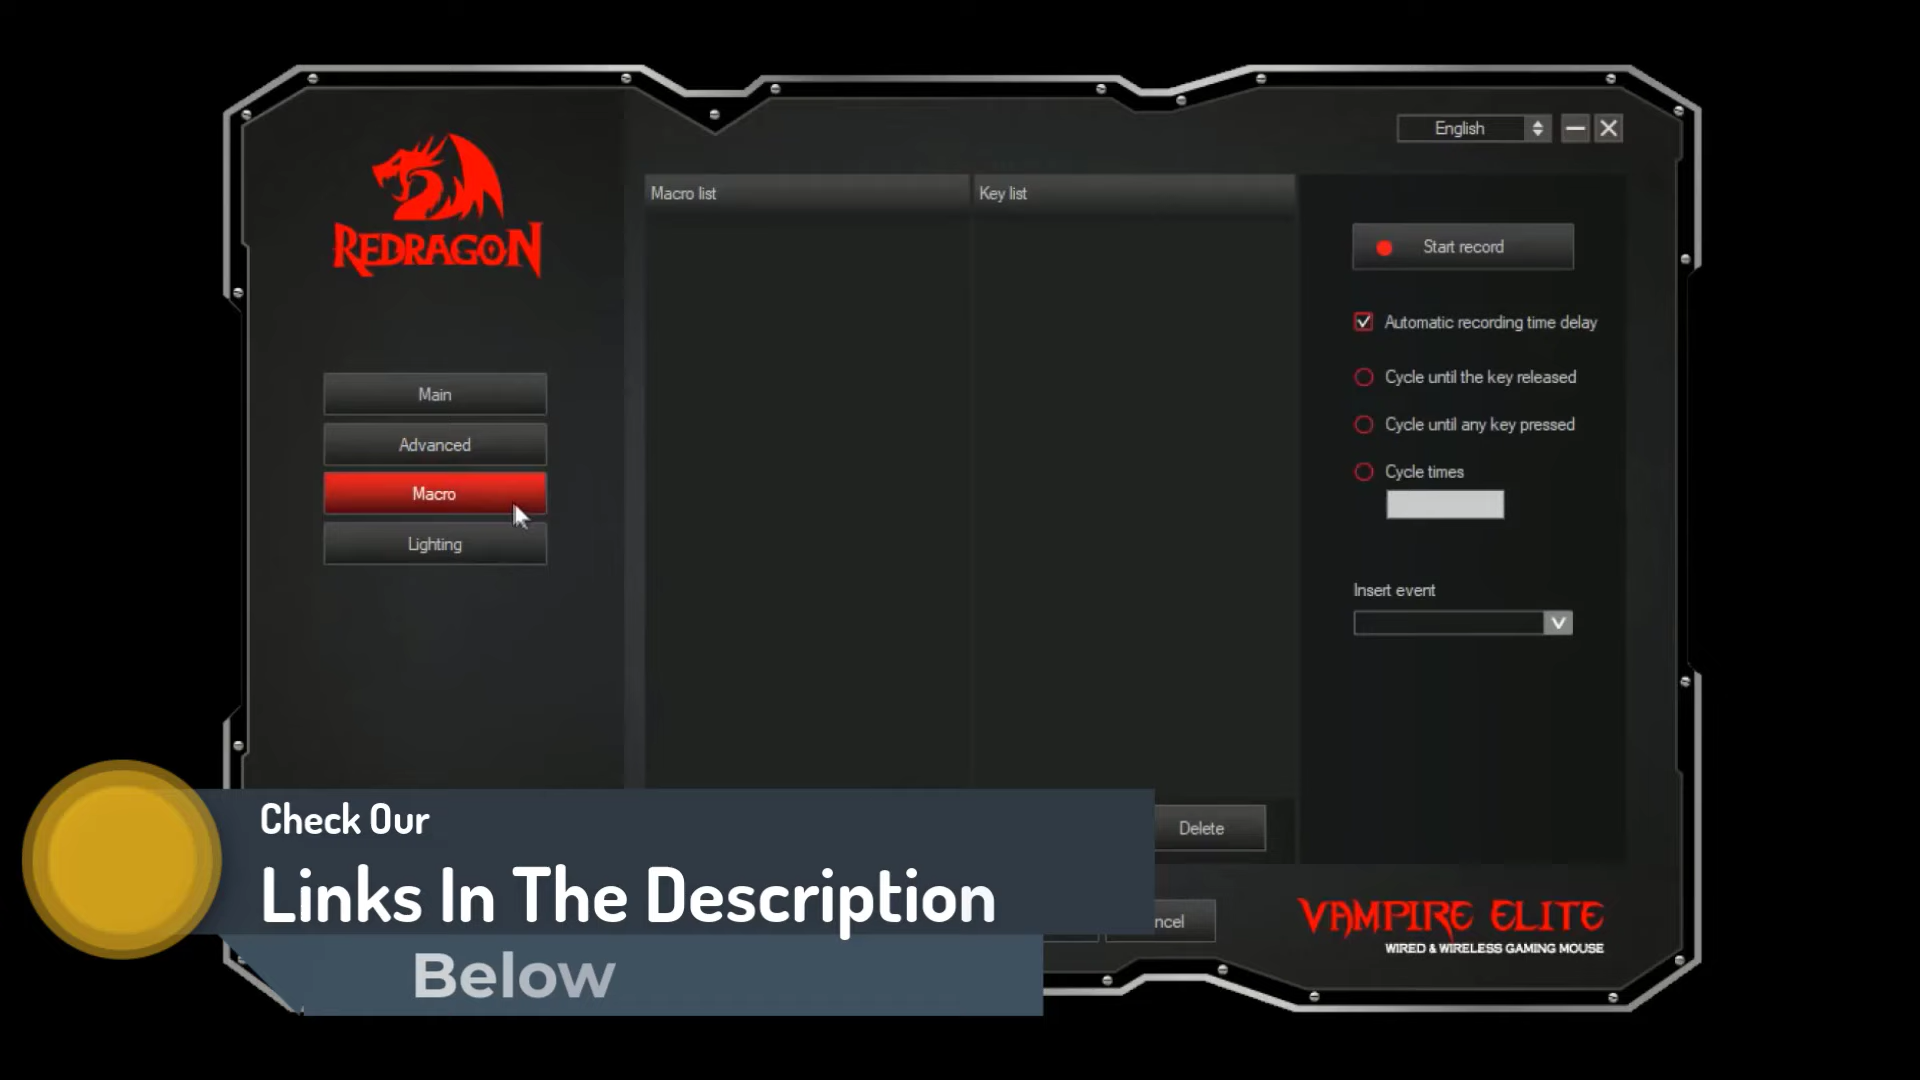 English
REDRAGON
Macro list
Key list
Start record
Automatic recording time delay
Cycle until the key released
Cycle until any key pressed
Cycle times
Insert event
Main
Advanced
Macro
Lighting
Delete
ncel
VAMPIRE ELITE
WIRED & WIRELESS GAMING MOUSE
Check Our
Links In The Description
Below